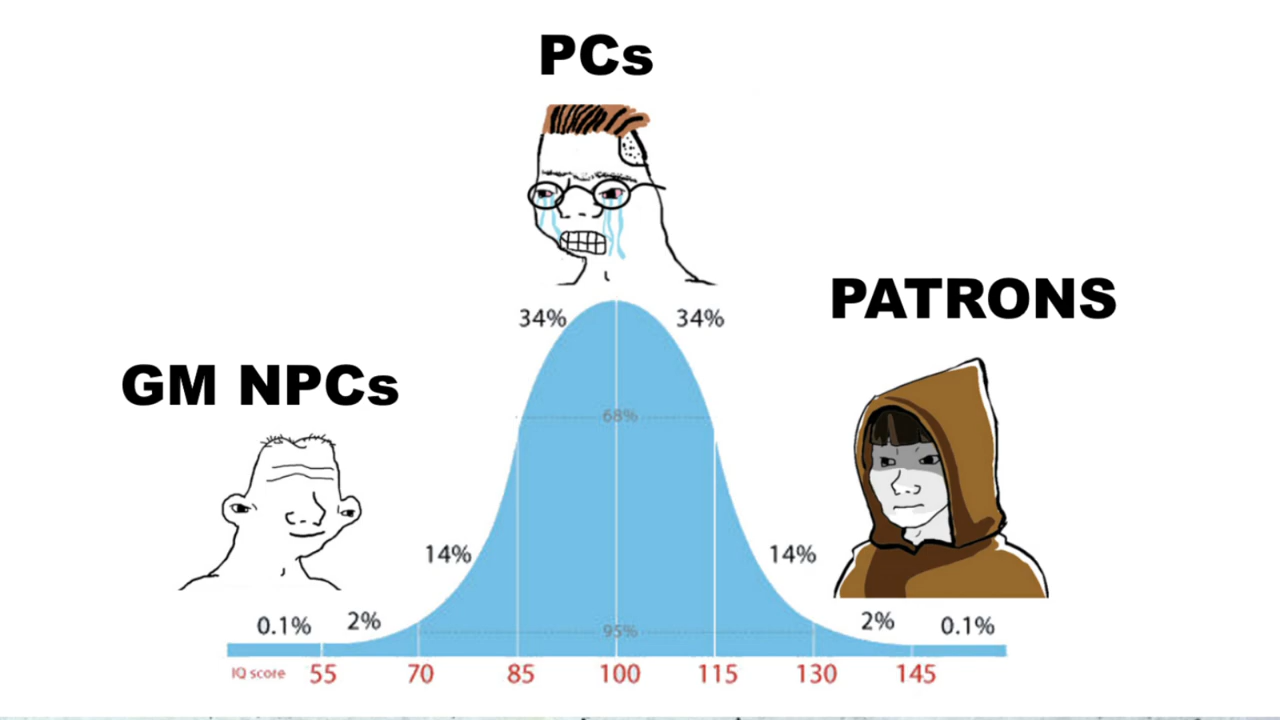 PCs
34%
34%
PATRONS
GM NPCs
68%
14%
14%
0.1%
2%
95%
2%
0.1%
IQ score 55 70 85 100 115 130 145